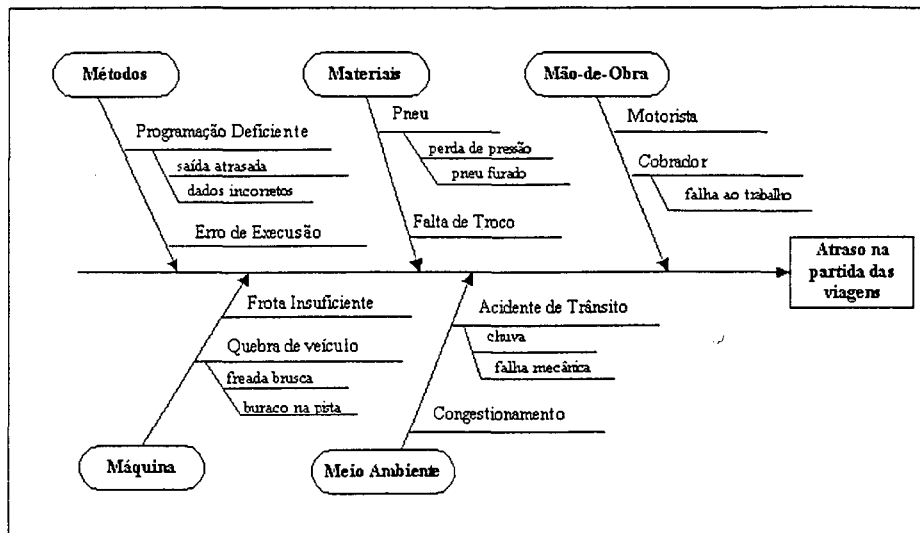 Métodos
Materiais
Mão-de-Obra
Programação Deficiente
saída atrasada
dados incorretos
Erro de Execusão
Pneu
perda de pressão
pneu furado
Falta de Troco
Motorista
Cobrador
falha ao trabalho
Atraso na
partida das
viagens
Frota Insuficiente
Quebra de veículo
freada brusca
buraco na pista
Máquina
Acidente de Trânsito
chuva
falha mecânica
Congestionamento
Meio Ambiente